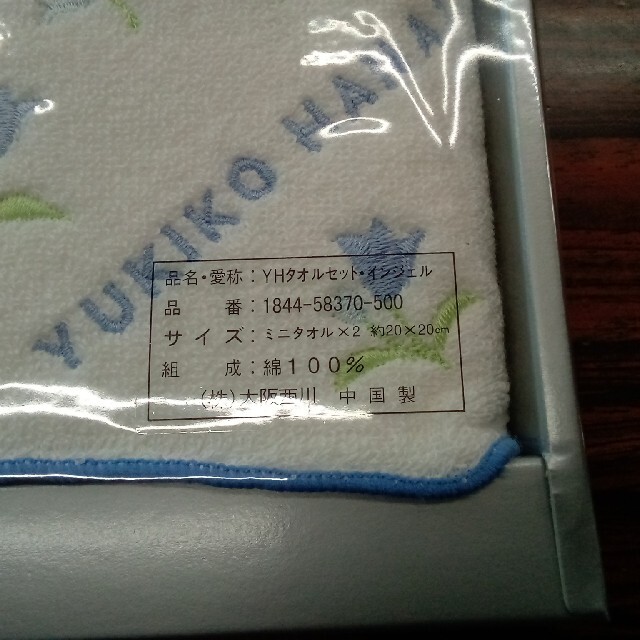 YUKIKO HANAI
品名・愛称：YHタオルセット・インジェル
品　　番：1844-58370-500
サイズ：ミニタオル×2 約20×20cm
組　　成：綿100%
(株)大阪西川 中国製